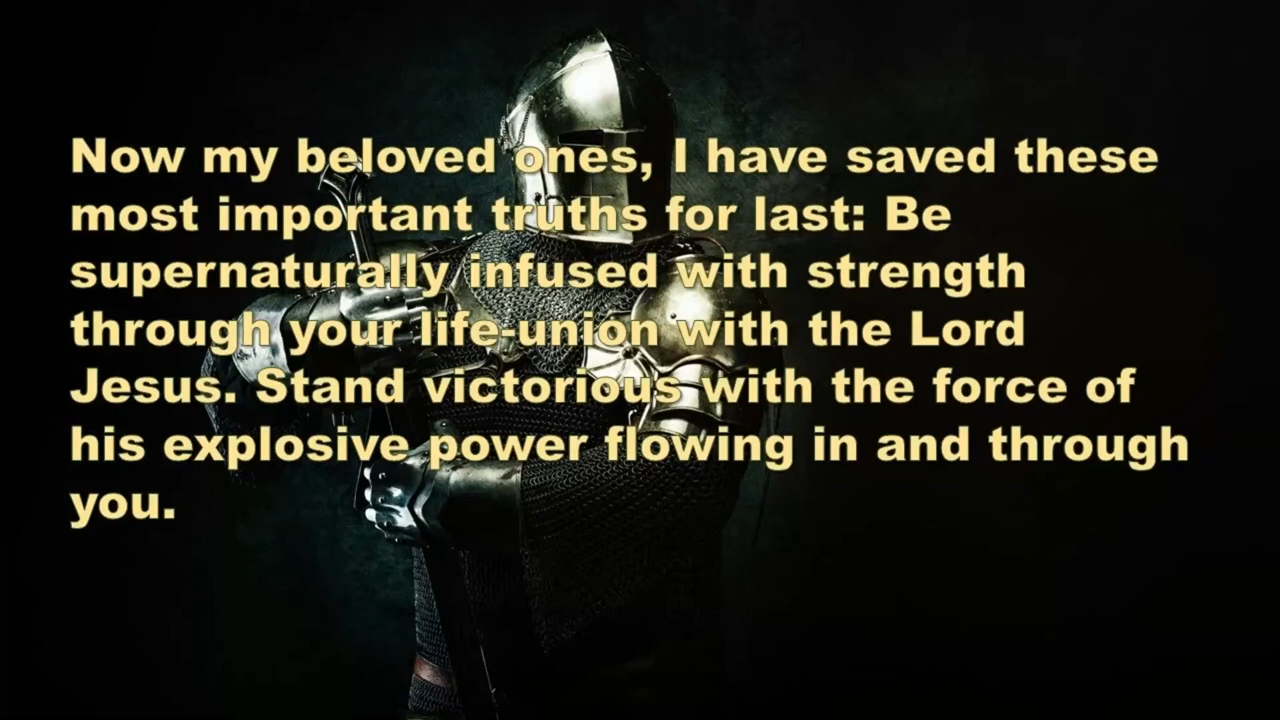 Now my beloved ones, I have saved these
most important truths for last: Be
supernaturally infused with strength
through your life-union with the Lord
Jesus. Stand victorious with the force of
his explosive power flowing in and through
you.